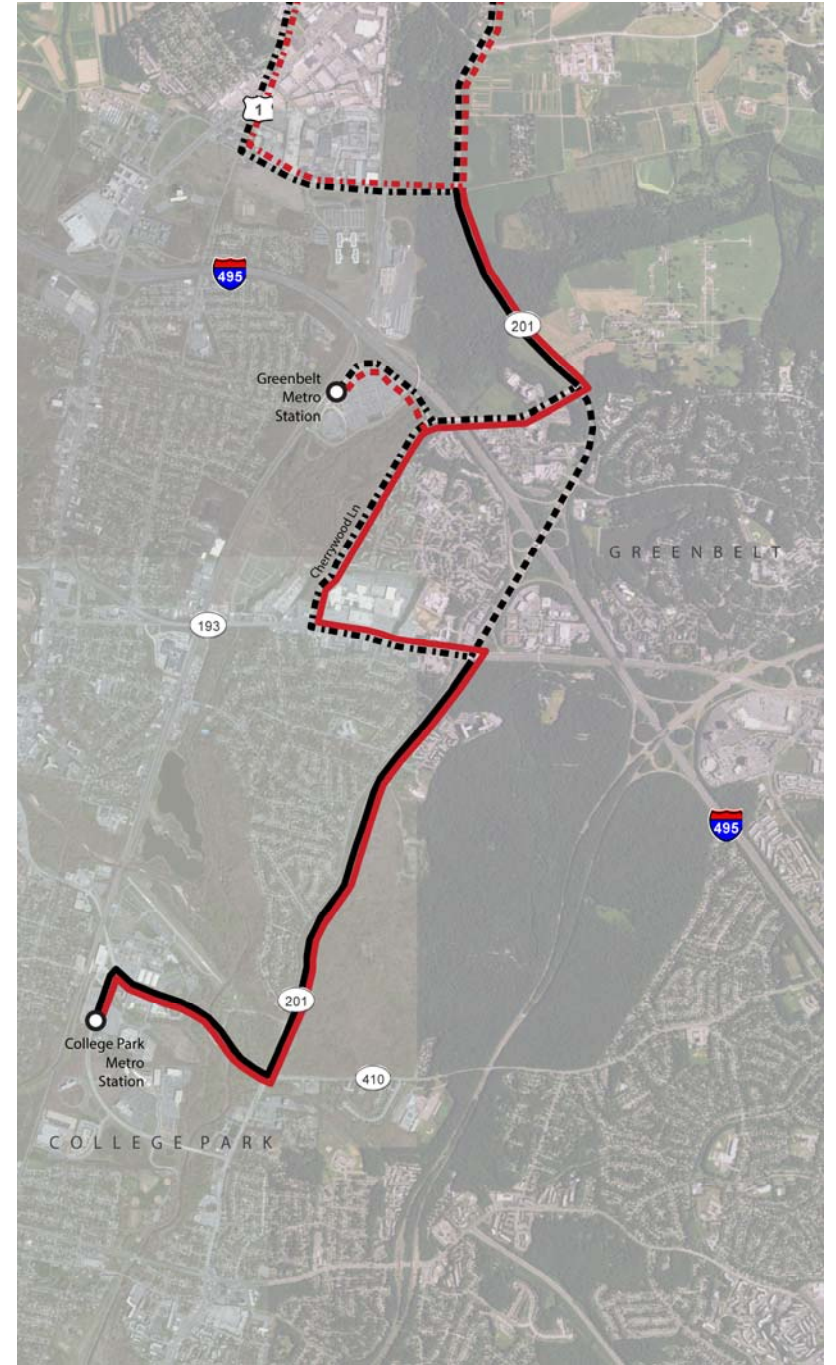 1
495
201
Greenbelt
Metro
Station
Cherrywood Ln
GREENBELT
193
495
201
College Park
Metro
Station
410
COLLEGE PARK